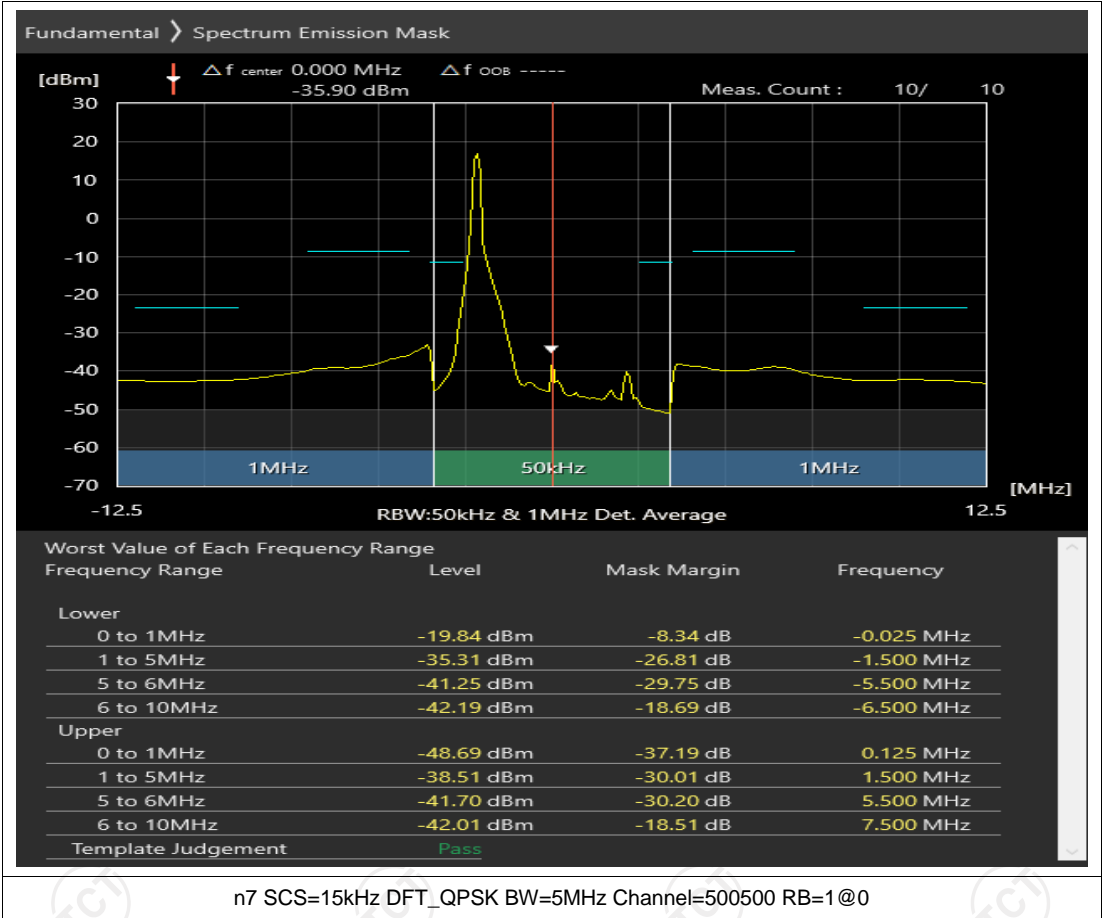 Fundamental 〉 Spectrum Emission Mask
[dBm] △f center 0.000 MHz △f OOB -----
-35.90 dBm Meas. Count : 10/ 10
30
20
10
0
-10
-20
-30
-40
-50
-60
-70
1MHz 50kHz 1MHz
[MHz]
-12.5 RBW:50kHz & 1MHz Det. Average 12.5
Worst Value of Each Frequency Range
Frequency Range Level Mask Margin Frequency
Lower
0 to 1MHz -19.84 dBm -8.34 dB -0.025 MHz
1 to 5MHz -35.31 dBm -26.81 dB -1.500 MHz
5 to 6MHz -41.25 dBm -29.75 dB -5.500 MHz
6 to 10MHz -42.19 dBm -18.69 dB -6.500 MHz
Upper
0 to 1MHz -48.69 dBm -37.19 dB 0.125 MHz
1 to 5MHz -38.51 dBm -30.01 dB 1.500 MHz
5 to 6MHz -41.70 dBm -30.20 dB 5.500 MHz
6 to 10MHz -42.01 dBm -18.51 dB 7.500 MHz
Template Judgement Pass
n7 SCS=15kHz DFT_QPSK BW=5MHz Channel=500500 RB=1@0
TCT TCT TCT